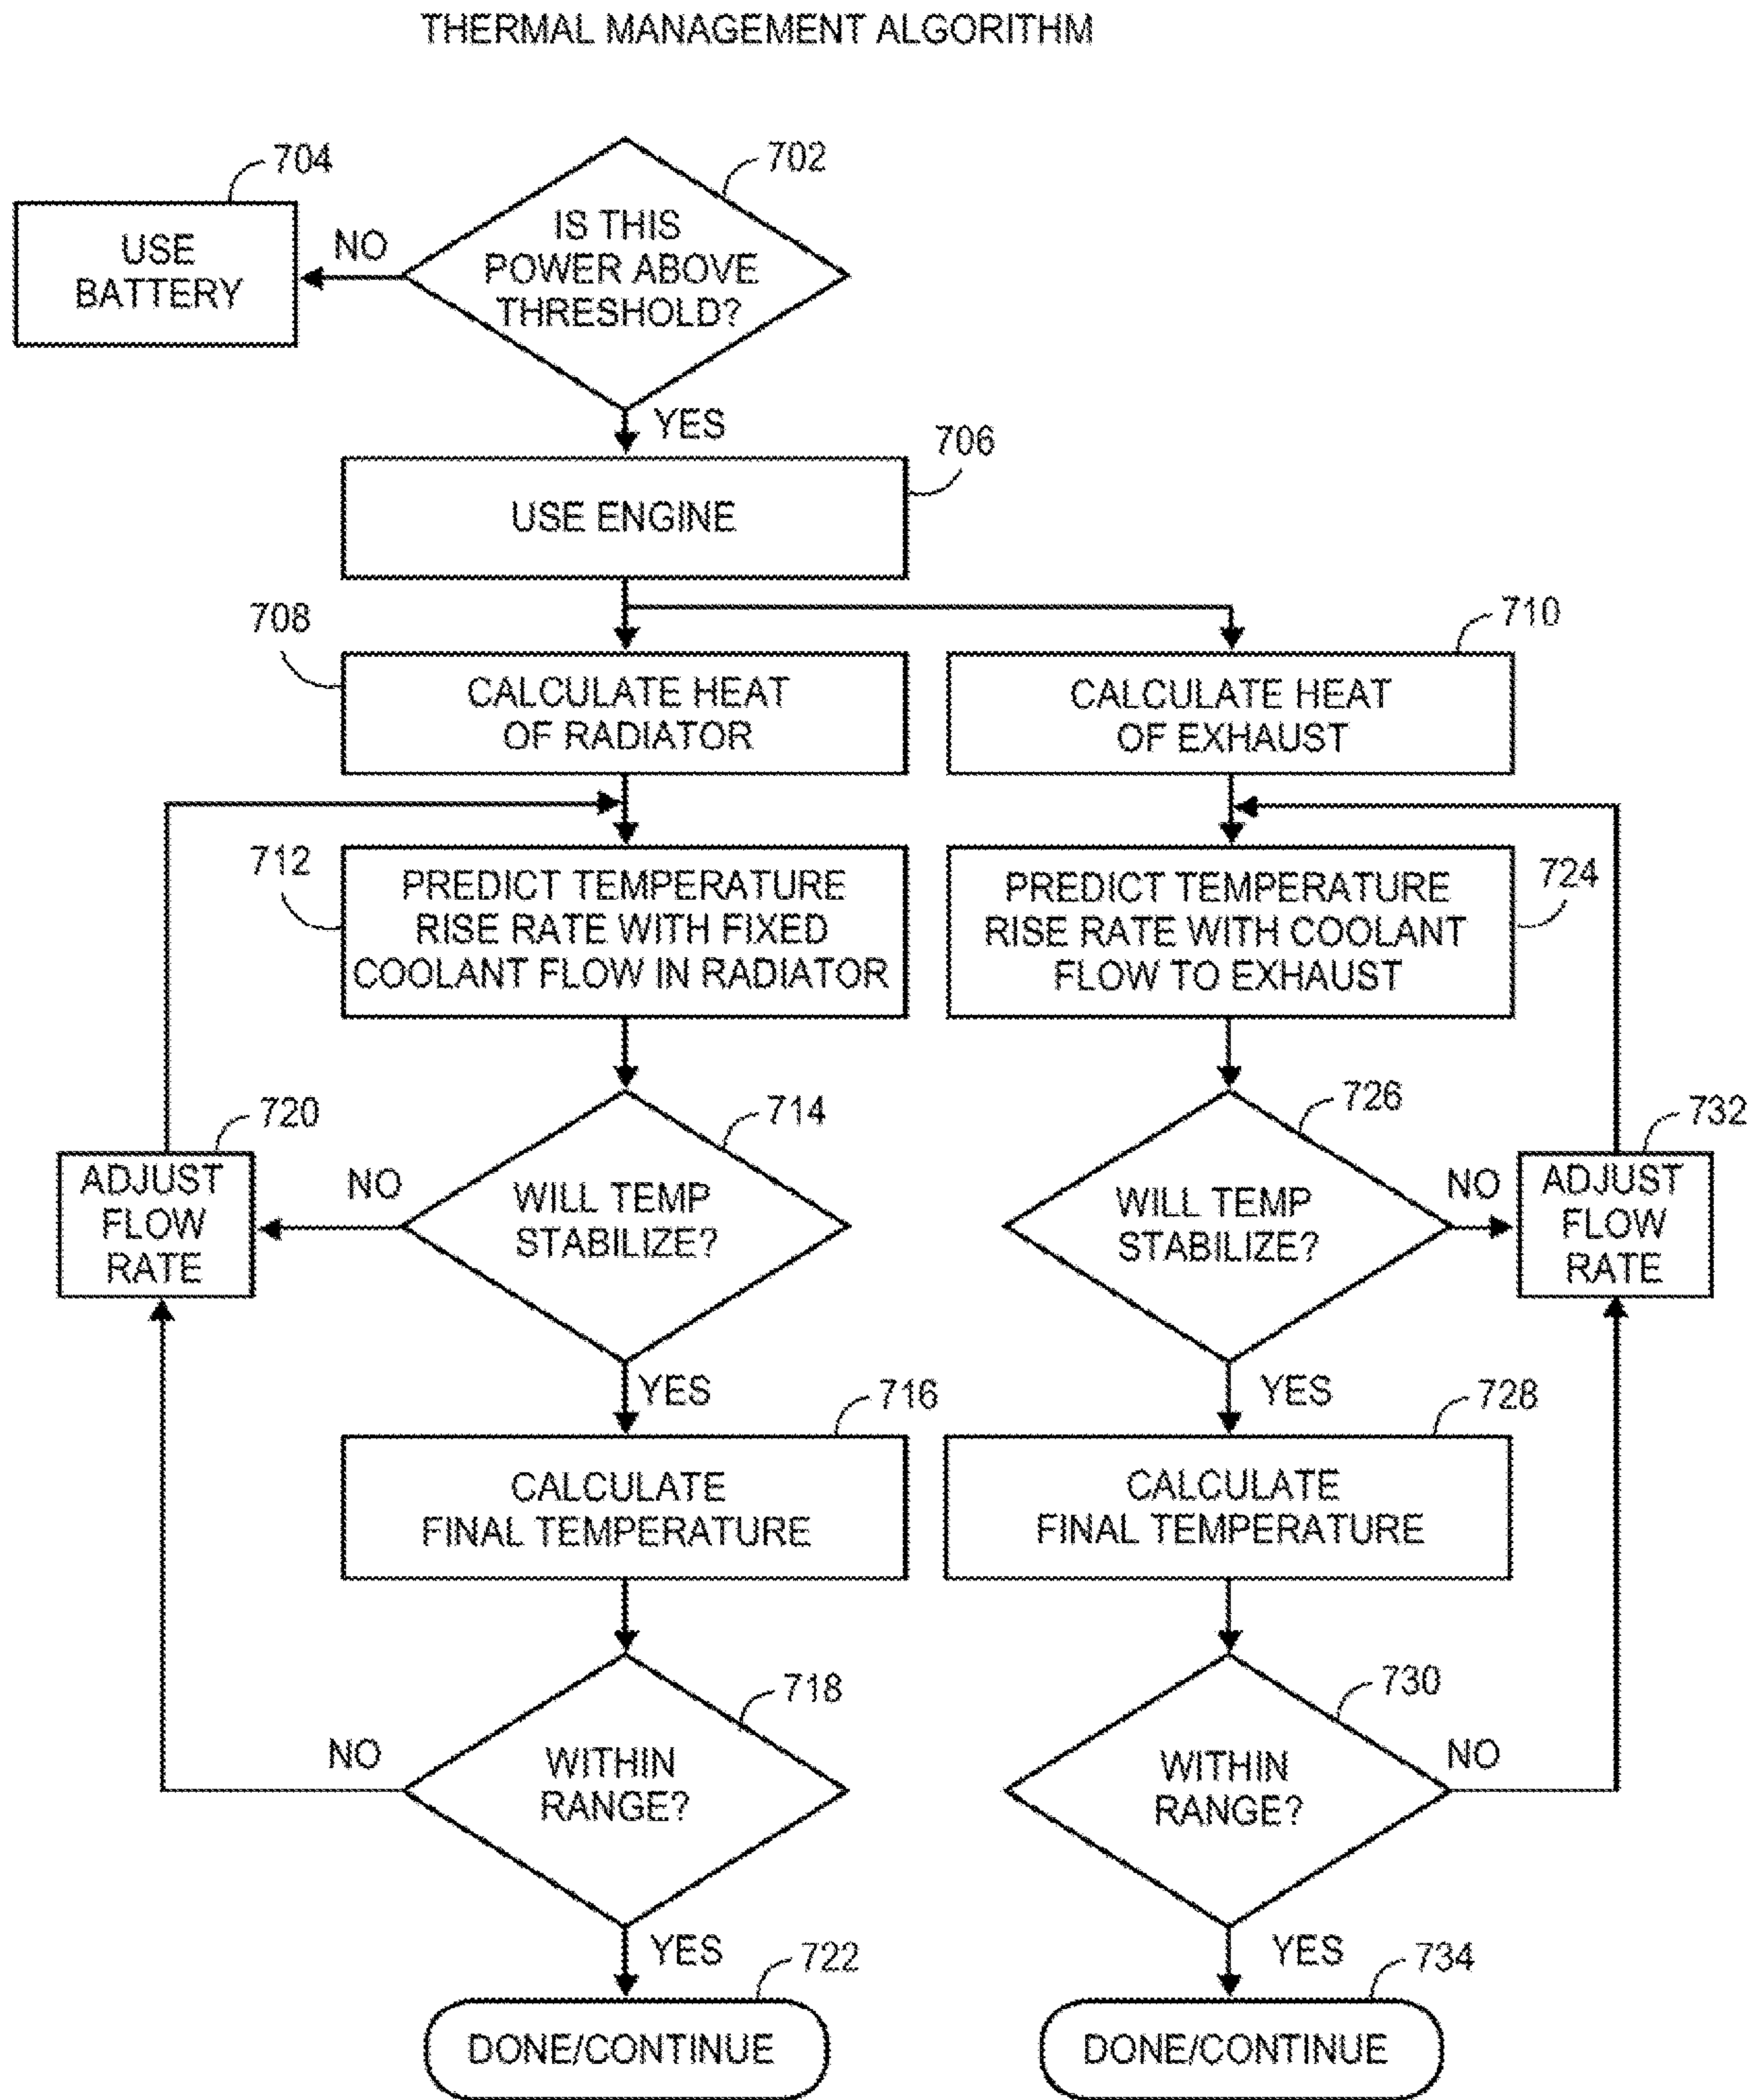 THERMAL MANAGEMENT ALGORITHM
704
702
USE
BATTERY
NO
IS THIS
POWER ABOVE
THRESHOLD?
YES
706
USE ENGINE
708
710
CALCULATE HEAT
OF RADIATOR
CALCULATE HEAT
OF EXHAUST
712
PREDICT TEMPERATURE
RISE RATE WITH FIXED
COOLANT FLOW IN RADIATOR
PREDICT TEMPERATURE
RISE RATE WITH COOLANT
FLOW TO EXHAUST
724
720
714
726
732
ADJUST
FLOW
RATE
NO
WILL TEMP
STABILIZE?
WILL TEMP
STABILIZE?
NO
ADJUST
FLOW
RATE
YES
716
YES
728
CALCULATE
FINAL TEMPERATURE
CALCULATE
FINAL TEMPERATURE
718
730
NO
WITHIN
RANGE?
WITHIN
RANGE?
NO
YES
722
YES
734
DONE/CONTINUE
DONE/CONTINUE